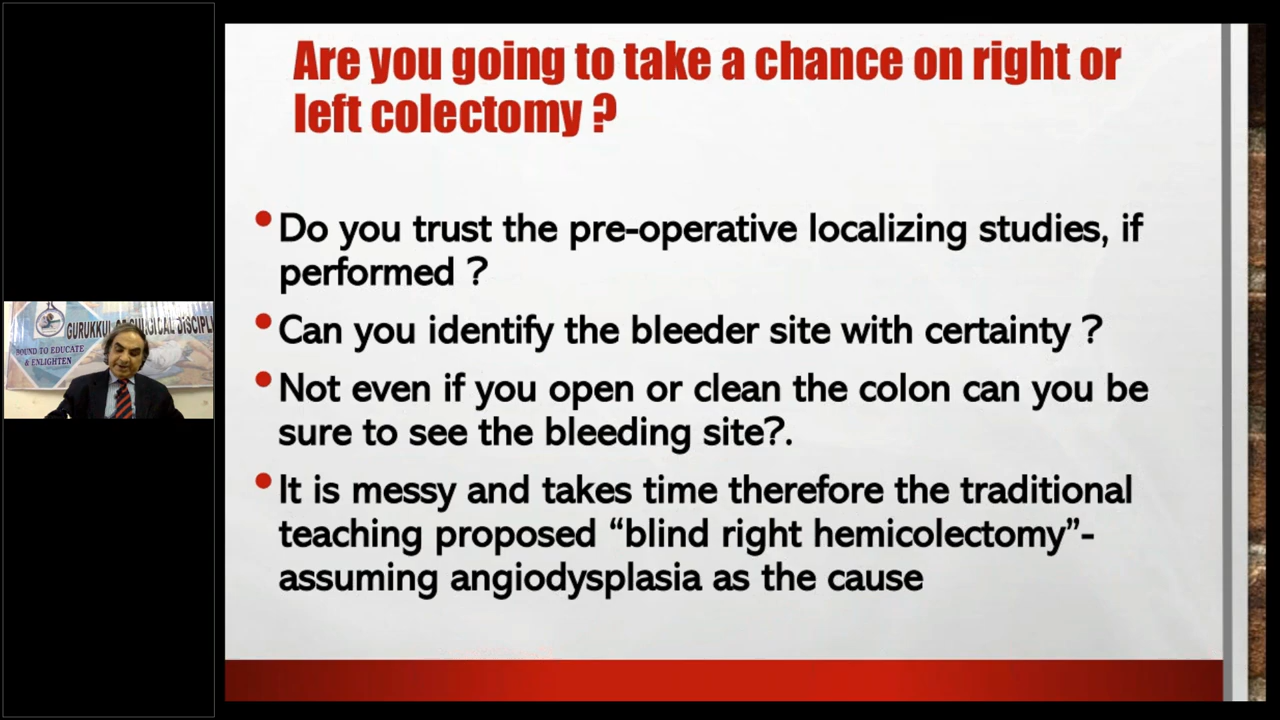 Are you going to take a chance on right or
left colectomy ?
•Do you trust the pre-operative localizing studies, if
performed ?
•Can you identify the bleeder site with certainty ?
•Not even if you open or clean the colon can you be
sure to see the bleeding site?.
•It is messy and takes time therefore the traditional
teaching proposed “blind right hemicolectomy”-
assuming angiodysplasia as the cause
GURUKKUL
BOUND TO EDUCATE
& ENLIGHTEN